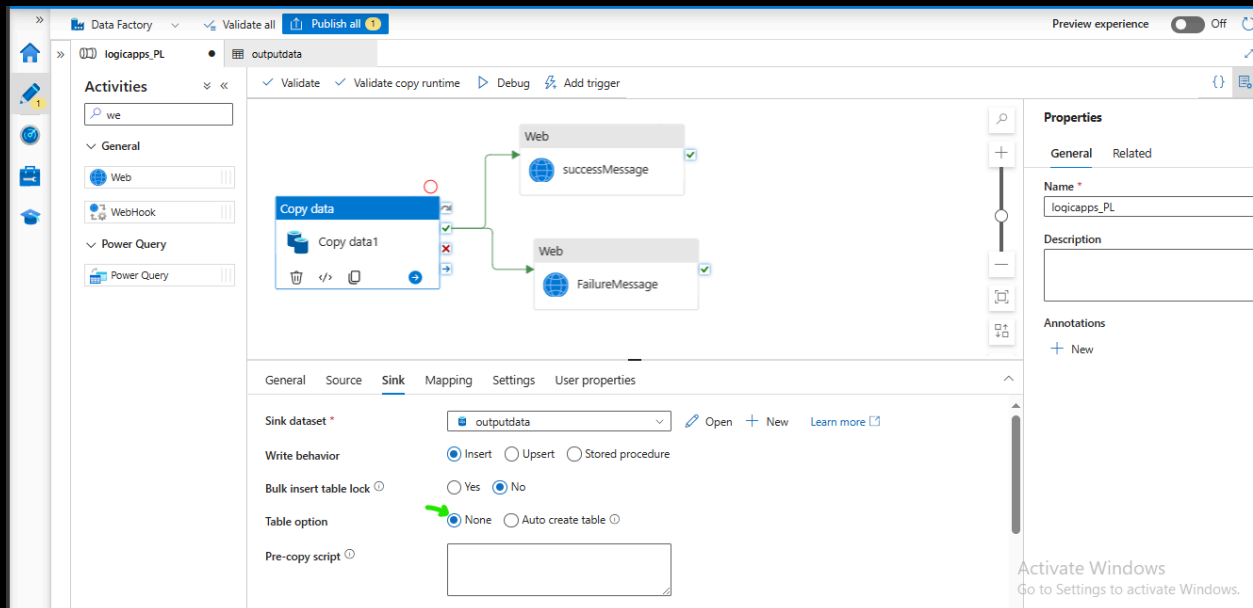 Data Factory
Validate all
Publish all 1
Preview experience
Off
logicapps_PL
outputdata
1
Activities
we
General
Web
WebHook
Power Query
Power Query
Validate
Validate copy runtime
Debug
Add trigger
{}
Web
successMessage
Copy data
Copy data1
Web
FailureMessage
General
Source
Sink
Mapping
Settings
User properties
Sink dataset *
outputdata
Open
New
Learn more
Write behavior
Insert
Upsert
Stored procedure
Bulk insert table lock
Yes
No
Table option
None
Auto create table
Pre-copy script
Properties
General
Related
Name *
logicapps_PL
Description
Annotations
New
Activate Windows
Go to Settings to activate Windows.